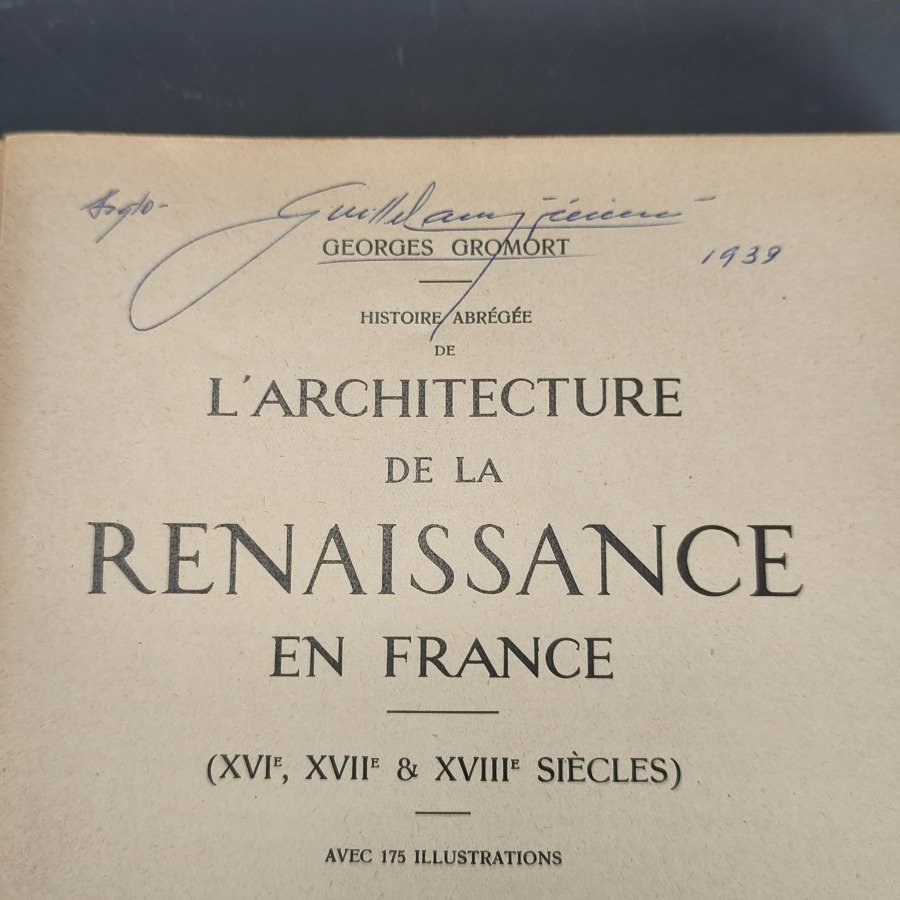 1939
GEORGES GROMORT
HISTOIRE ABRÉGÉE
DE
L'ARCHITECTURE
DE LA
RENAISSANCE
EN FRANCE
(XVIᴱ, XVIIᴱ & XVIIIᴱ SIÈCLES)
AVEC 175 ILLUSTRATIONS